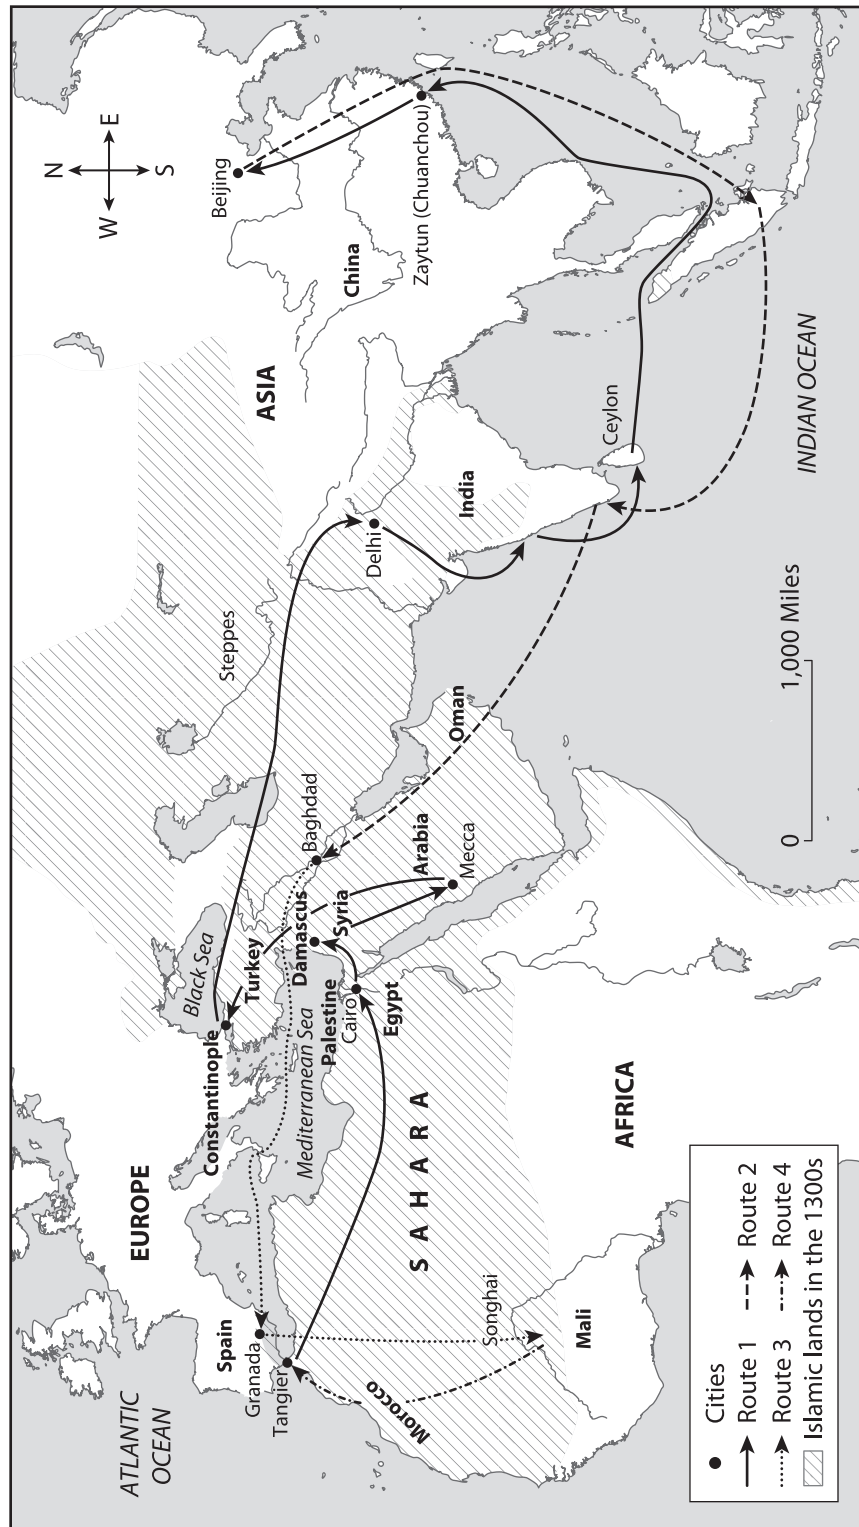 ATLANTIC
OCEAN
EUROPE
Spain
Granada
Tangier
Morocco
SAHARA
Songhai
Mali
AFRICA
Constantinople
Black Sea
Turkey
Mediterranean Sea
Palestine
Cairo
Egypt
Damascus
Syria
Baghdad
Arabia
Mecca
Oman
Steppes
ASIA
Delhi
India
Ceylon
China
Beijing
Zaytun (Chuanchou)
INDIAN OCEAN
N
W
E
S
0
1,000 Miles
Cities
Route 1
Route 2
Route 3
Route 4
Islamic lands in the 1300s